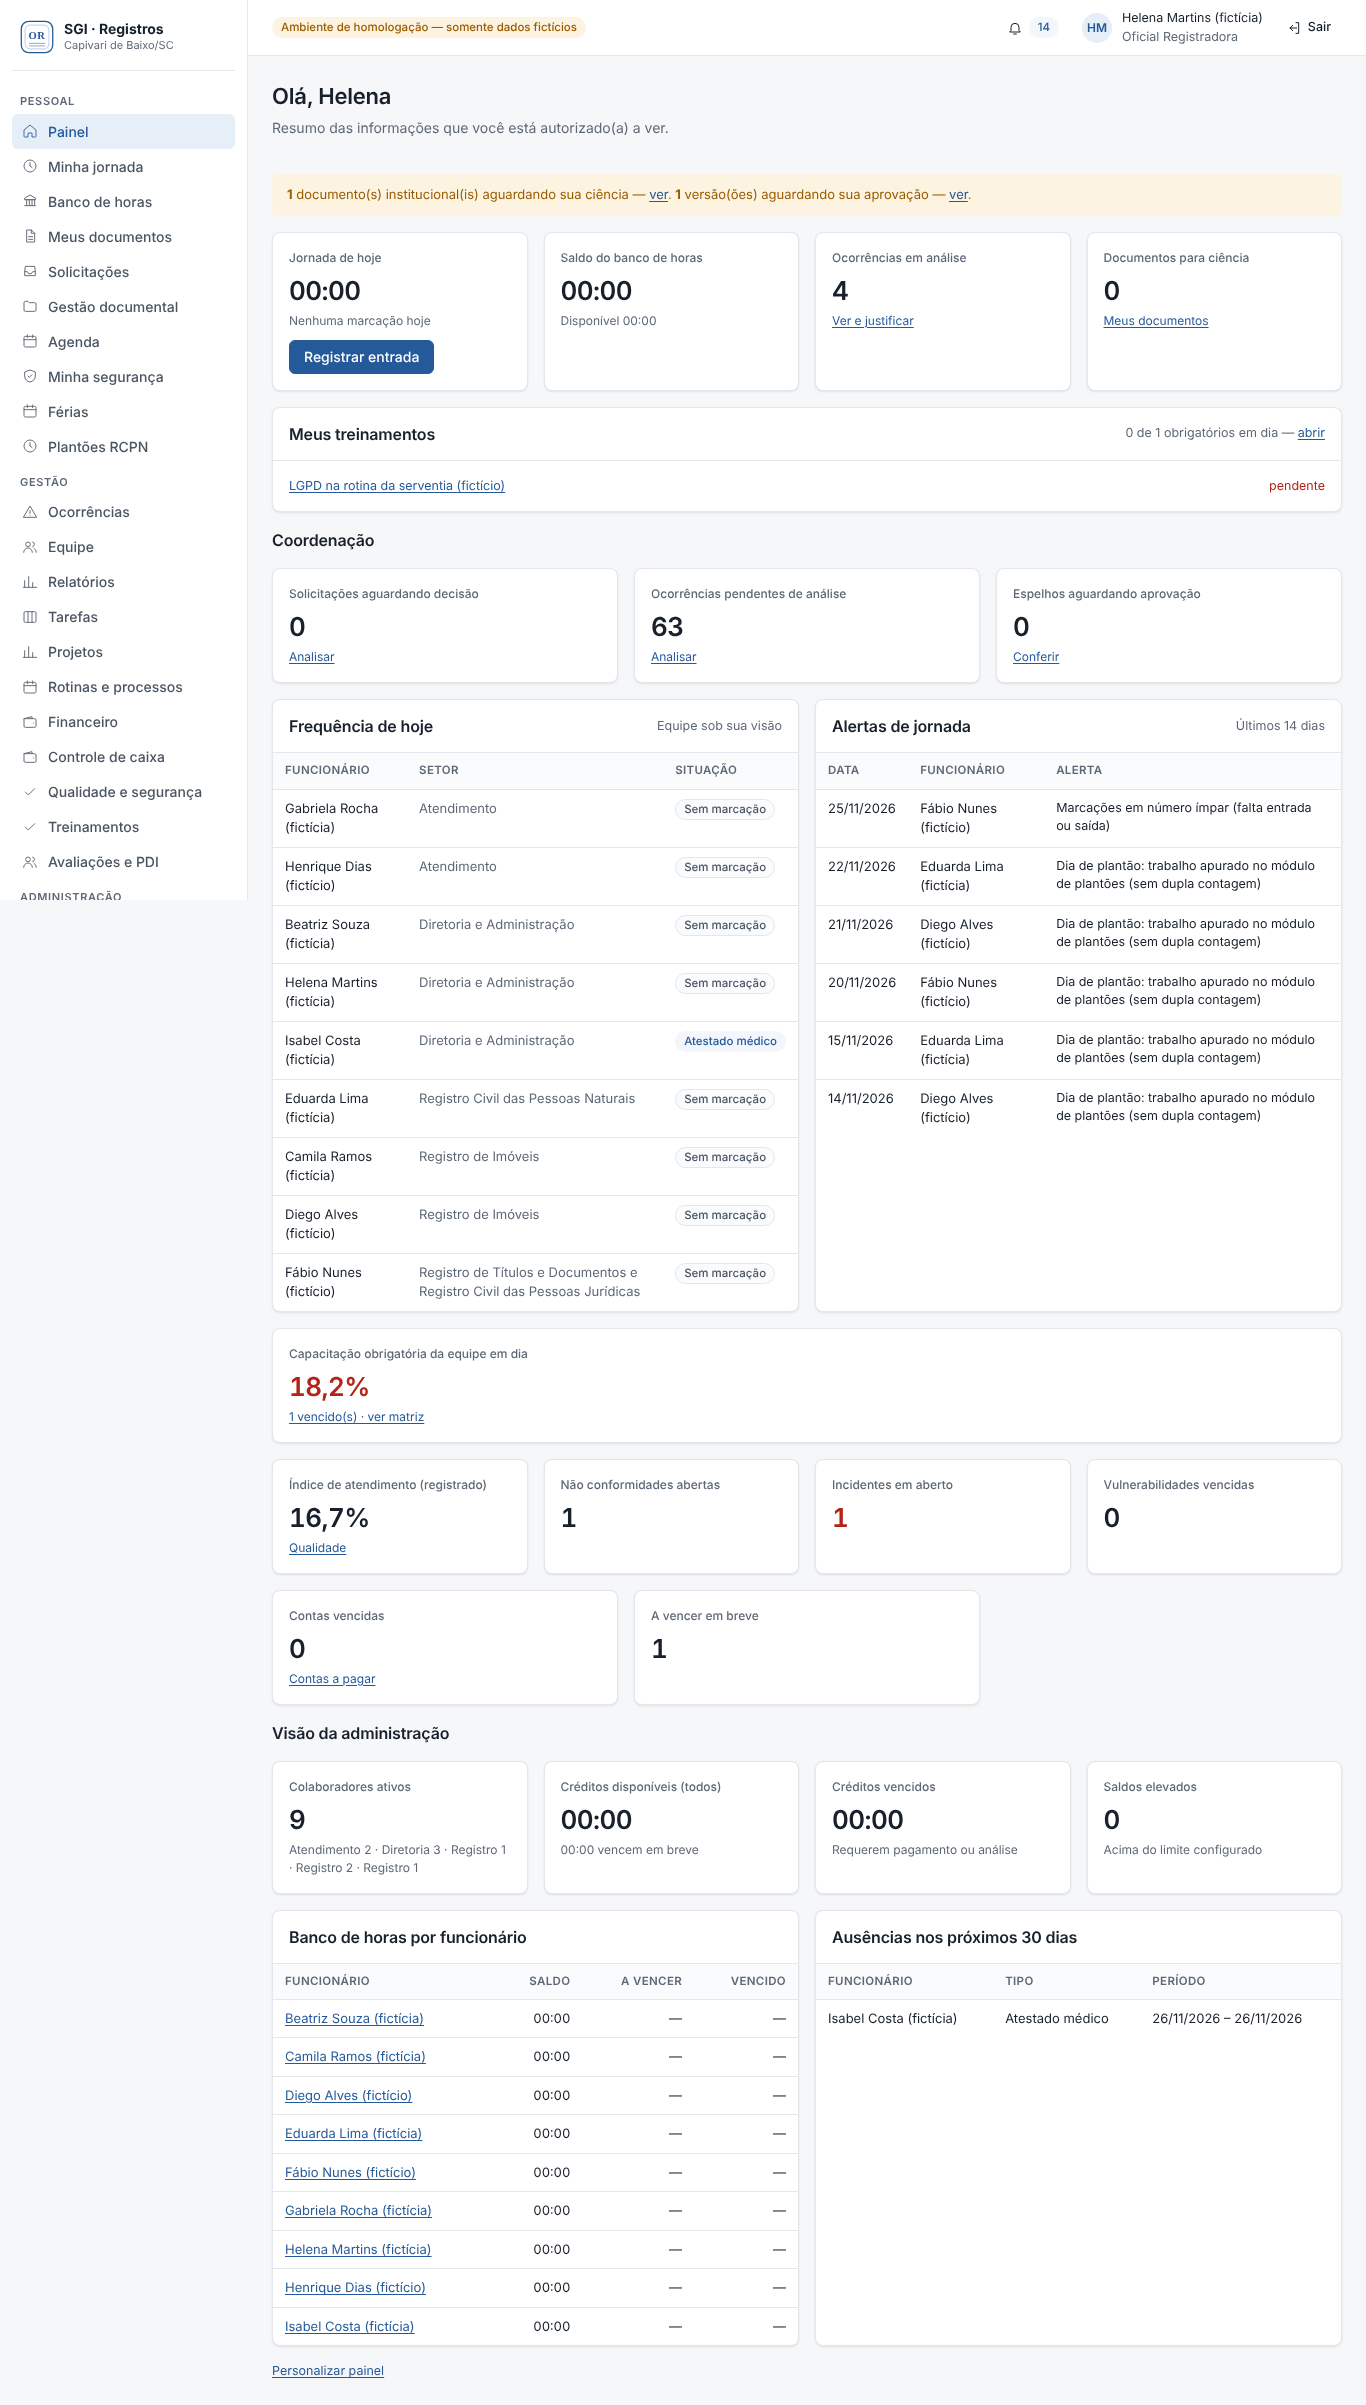 OR
SGI · Registros
Capivari de Baixo/SC
PESSOAL
Painel
Minha jornada
Banco de horas
Meus documentos
Solicitações
Gestão documental
Agenda
Minha segurança
Férias
Plantões RCPN
GESTÃO
Ocorrências
Equipe
Relatórios
Tarefas
Projetos
Rotinas e processos
Financeiro
Controle de caixa
Qualidade e segurança
Treinamentos
Avaliações e PDI
ADMINISTRAÇÃO
Ambiente de homologação — somente dados fictícios
14
HM
Helena Martins (fictícia)
Oficial Registradora
Sair
Olá, Helena
Resumo das informações que você está autorizado(a) a ver.
1 documento(s) institucional(is) aguardando sua ciência — ver. 1 versão(ões) aguardando sua aprovação — ver.
Jornada de hoje
00:00
Nenhuma marcação hoje
Registrar entrada
Saldo do banco de horas
00:00
Disponível 00:00
Ocorrências em análise
4
Ver e justificar
Documentos para ciência
0
Meus documentos
Meus treinamentos
0 de 1 obrigatórios em dia — abrir
LGPD na rotina da serventia (fictício)
pendente
Coordenação
Solicitações aguardando decisão
0
Analisar
Ocorrências pendentes de análise
63
Analisar
Espelhos aguardando aprovação
0
Conferir
Frequência de hoje
Equipe sob sua visão
FUNCIONÁRIO SETOR SITUAÇÃO
Gabriela Rocha (fictícia) Atendimento Sem marcação
Henrique Dias (fictício) Atendimento Sem marcação
Beatriz Souza (fictícia) Diretoria e Administração Sem marcação
Helena Martins (fictícia) Diretoria e Administração Sem marcação
Isabel Costa (fictícia) Diretoria e Administração Atestado médico
Eduarda Lima (fictícia) Registro Civil das Pessoas Naturais Sem marcação
Camila Ramos (fictícia) Registro de Imóveis Sem marcação
Diego Alves (fictício) Registro de Imóveis Sem marcação
Fábio Nunes (fictício) Registro de Títulos e Documentos e Registro Civil das Pessoas Jurídicas Sem marcação
Alertas de jornada
Últimos 14 dias
DATA FUNCIONÁRIO ALERTA
25/11/2026 Fábio Nunes (fictício) Marcações em número ímpar (falta entrada ou saída)
22/11/2026 Eduarda Lima (fictícia) Dia de plantão: trabalho apurado no módulo de plantões (sem dupla contagem)
21/11/2026 Diego Alves (fictício) Dia de plantão: trabalho apurado no módulo de plantões (sem dupla contagem)
20/11/2026 Fábio Nunes (fictício) Dia de plantão: trabalho apurado no módulo de plantões (sem dupla contagem)
15/11/2026 Eduarda Lima (fictícia) Dia de plantão: trabalho apurado no módulo de plantões (sem dupla contagem)
14/11/2026 Diego Alves (fictício) Dia de plantão: trabalho apurado no módulo de plantões (sem dupla contagem)
Capacitação obrigatória da equipe em dia
18,2%
1 vencido(s) · ver matriz
Índice de atendimento (registrado)
16,7%
Qualidade
Não conformidades abertas
1
Incidentes em aberto
1
Vulnerabilidades vencidas
0
Contas vencidas
0
Contas a pagar
A vencer em breve
1
Visão da administração
Colaboradores ativos
9
Atendimento 2 · Diretoria 3 · Registro 1
· Registro 2 · Registro 1
Créditos disponíveis (todos)
00:00
00:00 vencem em breve
Créditos vencidos
00:00
Requerem pagamento ou análise
Saldos elevados
0
Acima do limite configurado
Banco de horas por funcionário
FUNCIONÁRIO SALDO A VENCER VENCIDO
Beatriz Souza (fictícia) 00:00 — —
Camila Ramos (fictícia) 00:00 — —
Diego Alves (fictício) 00:00 — —
Eduarda Lima (fictícia) 00:00 — —
Fábio Nunes (fictício) 00:00 — —
Gabriela Rocha (fictícia) 00:00 — —
Helena Martins (fictícia) 00:00 — —
Henrique Dias (fictício) 00:00 — —
Isabel Costa (fictícia) 00:00 — —
Ausências nos próximos 30 dias
FUNCIONÁRIO TIPO PERÍODO
Isabel Costa (fictícia) Atestado médico 26/11/2026 – 26/11/2026
Personalizar painel